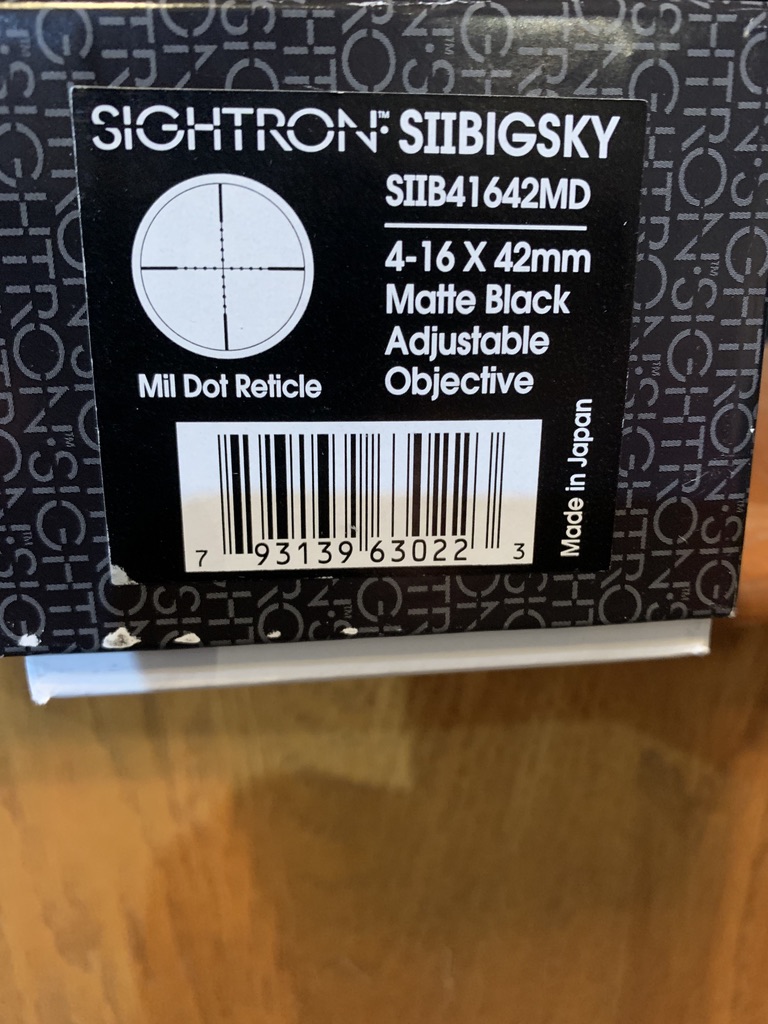 SIGHTRON™ SIIBIGSKY
SIIB41642MD
4-16 X 42mm
Matte Black
Adjustable
Objective
Mil Dot Reticle
Made in Japan
7 93139 63022 3